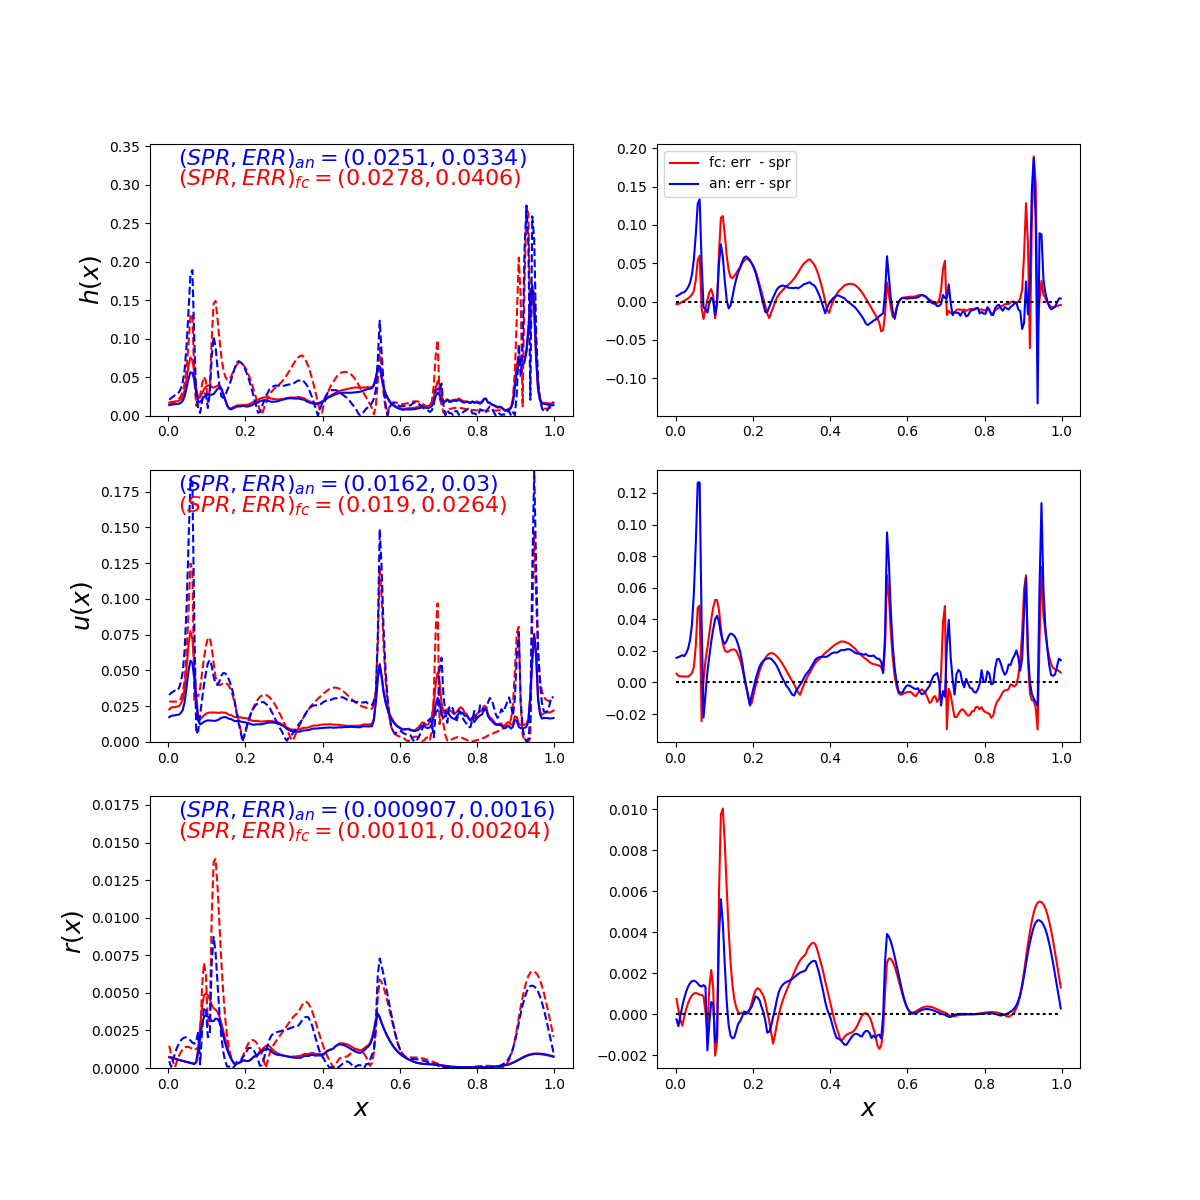 (SPR, ERR)an = (0.0251, 0.0334)
(SPR, ERR)fc = (0.0278, 0.0406)
h(x)
0.35
0.30
0.25
0.20
0.15
0.10
0.05
0.00
0.0 0.2 0.4 0.6 0.8 1.0
fc: err - spr
an: err - spr
0.20
0.15
0.10
0.05
0.00
−0.05
−0.10
0.0 0.2 0.4 0.6 0.8 1.0
(SPR, ERR)an = (0.0162, 0.03)
(SPR, ERR)fc = (0.019, 0.0264)
u(x)
0.175
0.150
0.125
0.100
0.075
0.050
0.025
0.000
0.0 0.2 0.4 0.6 0.8 1.0
0.12
0.10
0.08
0.06
0.04
0.02
0.00
−0.02
0.0 0.2 0.4 0.6 0.8 1.0
(SPR, ERR)an = (0.000907, 0.0016)
(SPR, ERR)fc = (0.00101, 0.00204)
r(x)
0.0175
0.0150
0.0125
0.0100
0.0075
0.0050
0.0025
0.0000
0.0 0.2 0.4 0.6 0.8 1.0
x
0.010
0.008
0.006
0.004
0.002
0.000
−0.002
0.0 0.2 0.4 0.6 0.8 1.0
x